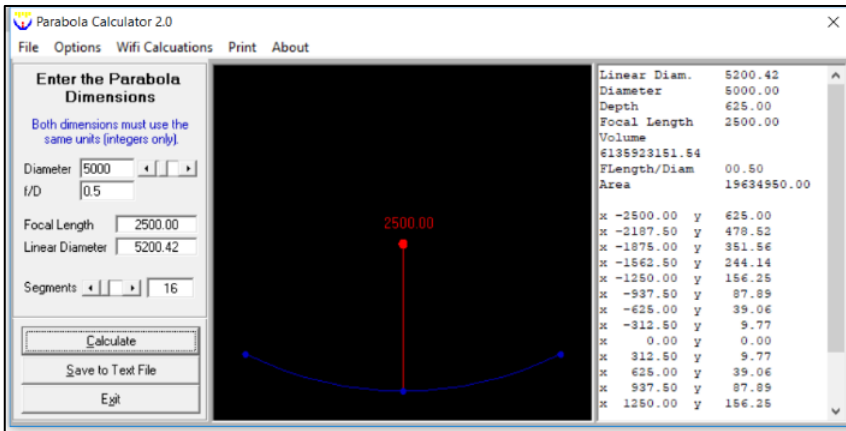 Parabola Calculator 2.0
File Options Wifi Calcuations Print About
Enter the Parabola
Dimensions
Both dimensions must use the
same units (integers only).
Diameter 5000
f/D 0.5
Focal Length 2500.00
Linear Diameter 5200.42
Segments 16
Calculate
Save to Text File
Exit
2500.00
Linear Diam. 5200.42
Diameter 5000.00
Depth 625.00
Focal Length 2500.00
Volume
6135923151.54
FLength/Diam 00.50
Area 19634950.00
x -2500.00 y 625.00
x -2187.50 y 478.52
x -1875.00 y 351.56
x -1562.50 y 244.14
x -1250.00 y 156.25
x -937.50 y 87.89
x -625.00 y 39.06
x -312.50 y 9.77
x 0.00 y 0.00
x 312.50 y 9.77
x 625.00 y 39.06
x 937.50 y 87.89
x 1250.00 y 156.25